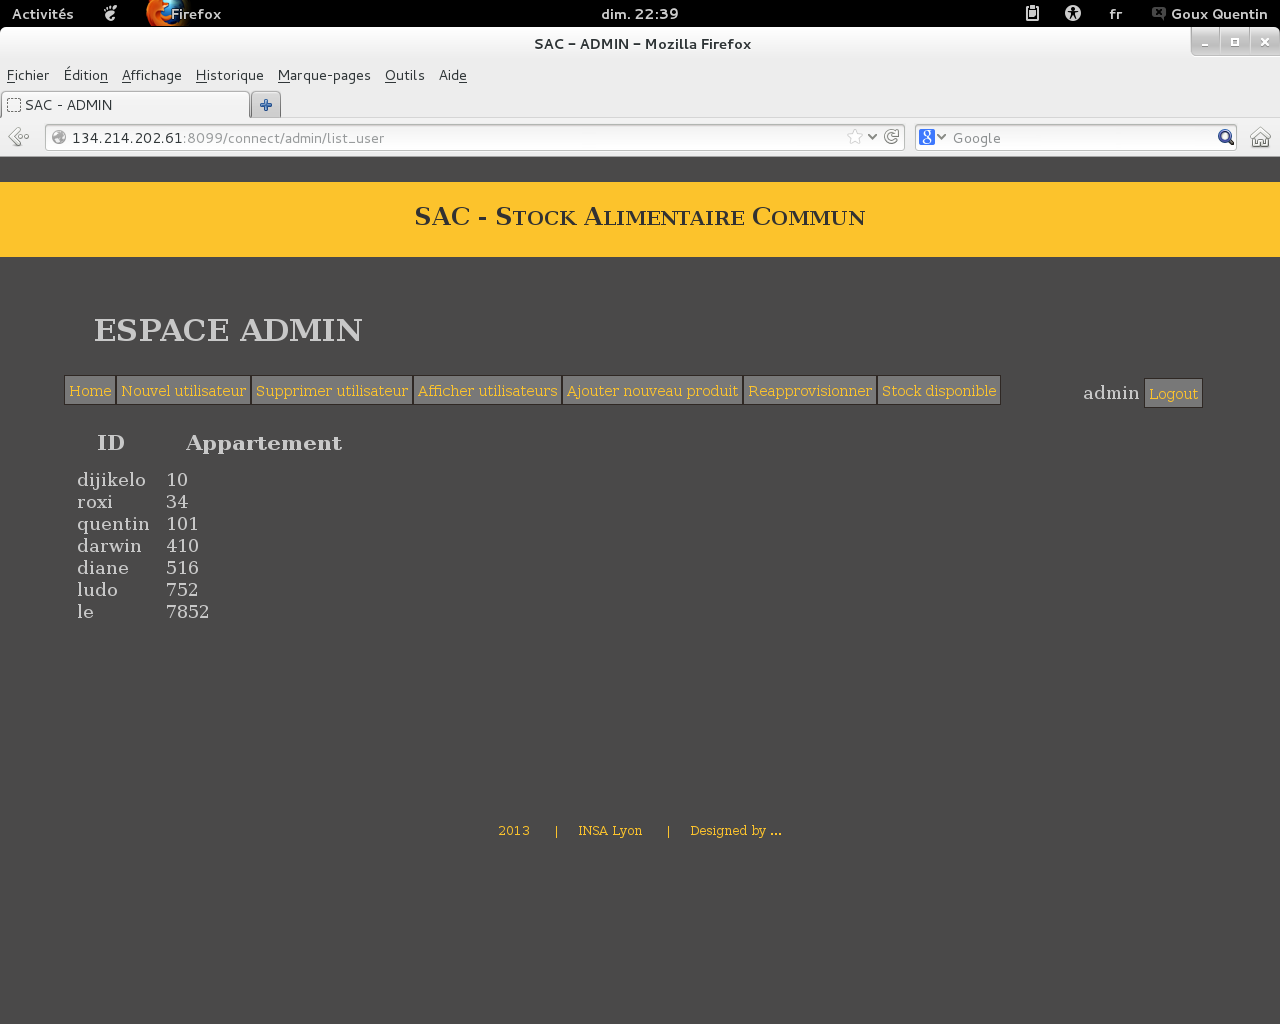 Activités Firefox dim. 22:39 fr Goux Quentin
SAC – ADMIN – Mozilla Firefox
Fichier Édition Affichage Historique Marque-pages Outils Aide
SAC - ADMIN
134.214.202.61:8099/connect/admin/list_user Google
SAC - Stock Alimentaire Commun
ESPACE ADMIN
Home Nouvel utilisateur Supprimer utilisateur Afficher utilisateurs Ajouter nouveau produit Reapprovisionner Stock disponible admin Logout
ID Appartement
dijikelo 10
roxi 34
quentin 101
darwin 410
diane 516
ludo 752
le 7852
2013 | INSA Lyon | Designed by ...